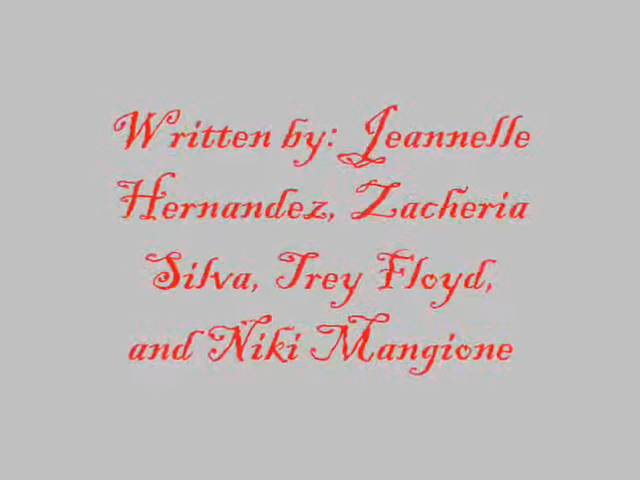 Written by: Jeannelle
Hernandez, Zacheria
Silva, Trey Floyd,
and Niki Mangione